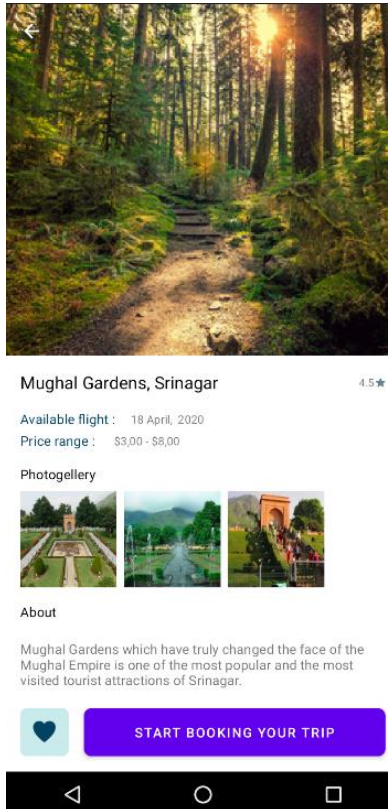 Mughal Gardens, Srinagar
4.5
Available flight : 18 April, 2020
Price range : $3,00 - $8,00
Photogellery
About
Mughal Gardens which have truly changed the face of the
Mughal Empire is one of the most popular and the most
visited tourist attractions of Srinagar.
START BOOKING YOUR TRIP